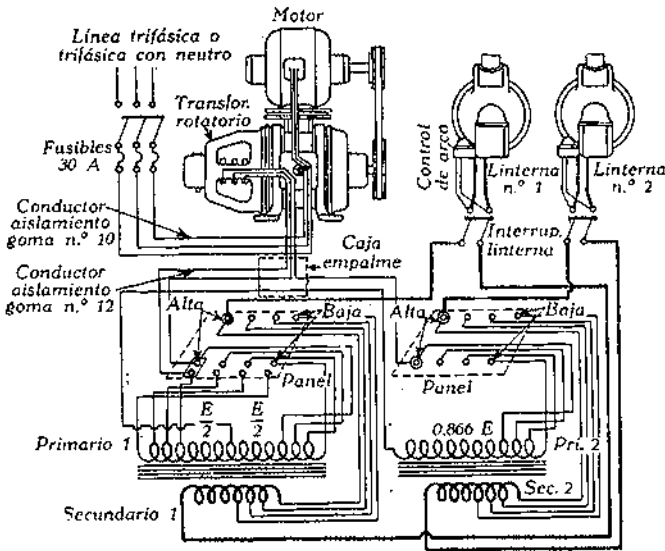 Motor
Línea trifásica o
trifásica con neutro
Transfor.
rotatorio
Fusibles
30 A
Control
de arco
Linterna
n.º 1
Linterna
n.º 2
Conductor
aislamiento
goma n.º 10
Interrup.
linterna
Caja
empalme
Conductor
aislamiento
goma n.º 12
Alta
Baja
Alta
Baja
Panel
Panel
E/2
E/2
0,866 E
Primario 1
Pri. 2
Secundario 1
Sec. 2